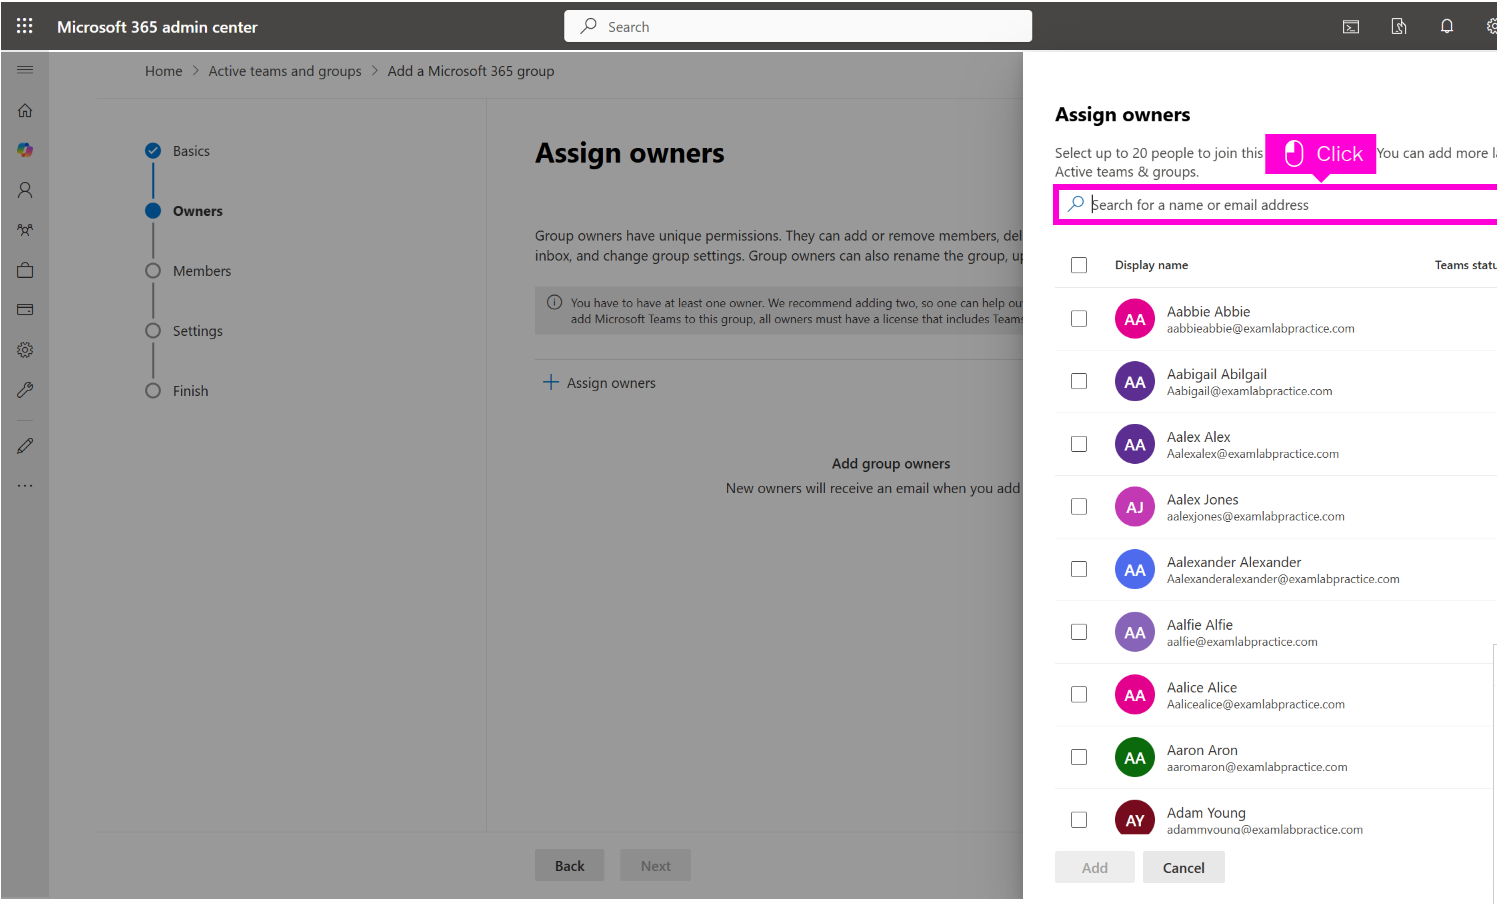 Microsoft 365 admin center
Search
Home > Active teams and groups > Add a Microsoft 365 group
Basics
Owners
Members
Settings
Finish
Assign owners
Group owners have unique permissions. They can add or remove members, del
inbox, and change group settings. Group owners can also rename the group, up
You have to have at least one owner. We recommend adding two, so one can help ou
add Microsoft Teams to this group, all owners must have a license that includes Teams
Assign owners
Add group owners
New owners will receive an email when you add
Back
Next
Assign owners
Select up to 20 people to join this
Click
You can add more la
Active teams & groups.
Search for a name or email address
Display name
Teams statu
AA
Aabbie Abbie
aabbieabbie@examlabpractice.com
AA
Aabigail Abilgail
Aabigail@examlabpractice.com
AA
Aalex Alex
Aalexalex@examlabpractice.com
AJ
Aalex Jones
aalexjones@examlabpractice.com
AA
Aalexander Alexander
Aalexanderalexander@examlabpractice.com
AA
Aalfie Alfie
aalfie@examlabpractice.com
AA
Aalice Alice
Aalicealice@examlabpractice.com
AA
Aaron Aron
aaromaron@examlabpractice.com
AY
Adam Young
adammyoung@examlabpractice.com
Add
Cancel